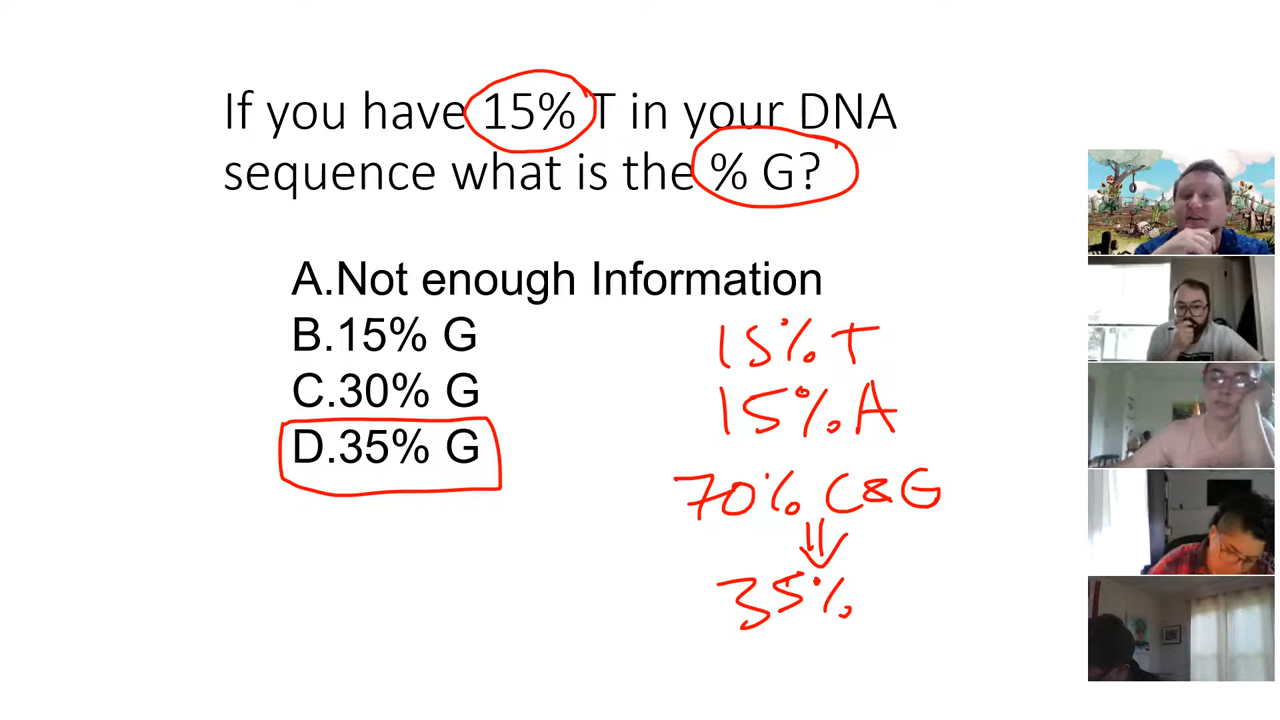 If you have 15% T in your DNA
sequence what is the % G?
A.Not enough Information
B.15% G
C.30% G
D.35% G
15% T
15% A
70% C & G
35%